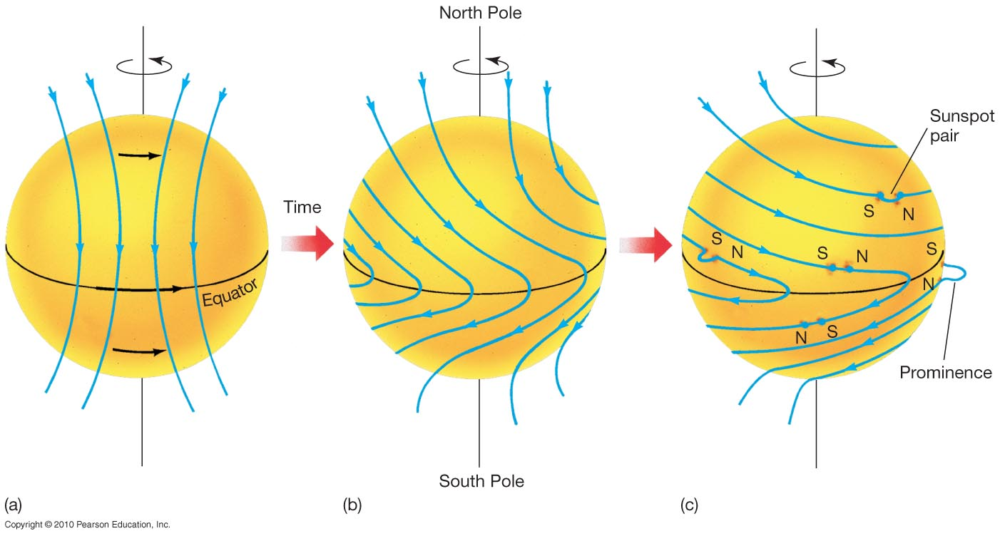 North Pole
Sunspot
pair
Time
S
N
S
N
S
N
S
N
Equator
N
S
Prominence
South Pole
(a)
(b)
(c)
Copyright © 2010 Pearson Education, Inc.